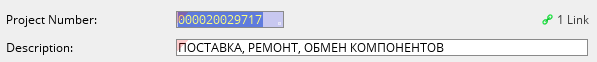 Project Number: 000020029717 1 Link
Description: ПОСТАВКА, РЕМОНТ, ОБМЕН КОМПОНЕНТОВ